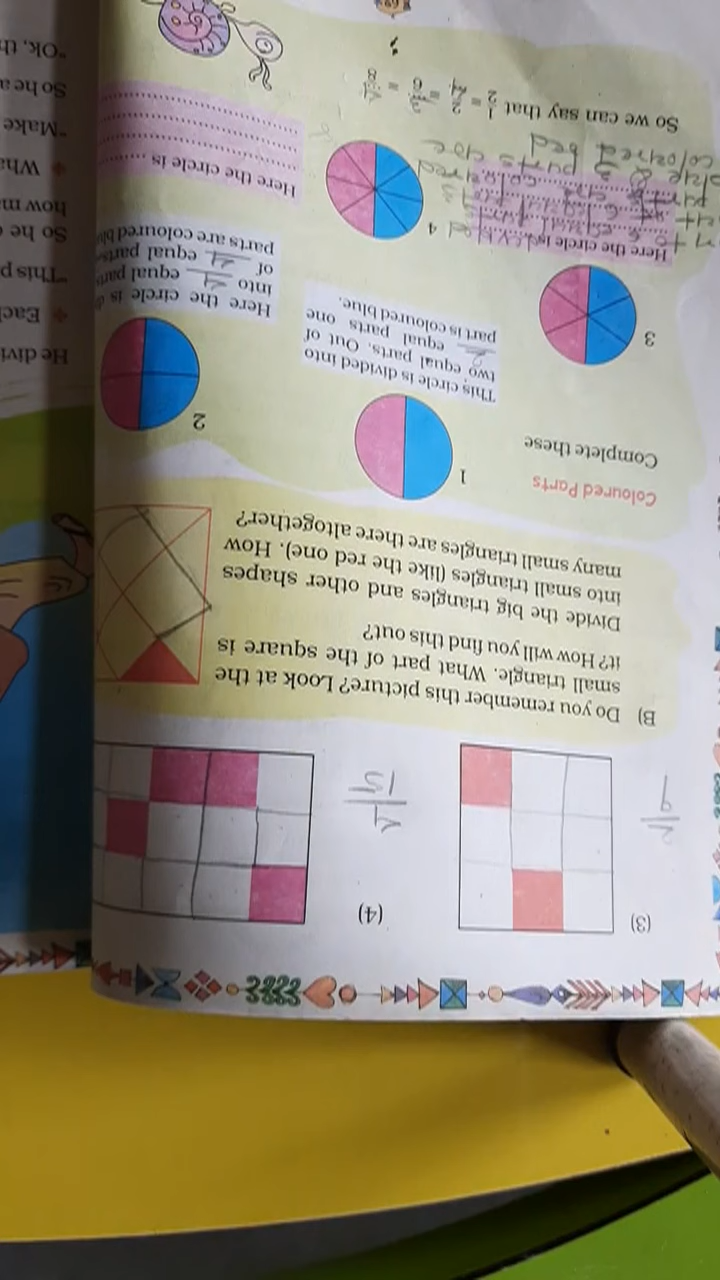 (3)
2
9
(4)
4
15
B) Do you remember this picture? Look at the
small triangle. What part of the square is
it? How will you find this out?
Divide the big triangles and other shapes
into small triangles (like the red one). How
many small triangles are there altogether?
Coloured Parts
Complete these
1
This circle is divided into
two equal parts. Out of
2 equal parts one
part is coloured blue.
2
Here the circle is
into 4 equal parts
of 4 equal parts
parts are coloured
3
Here the circle is
4
Here the circle is
So we can say that 1/2 = 2/4 = 3/6 = 4/8
He divi
Each
"This p
So he
how m
Wha
"Make
So he a
"Ok, th